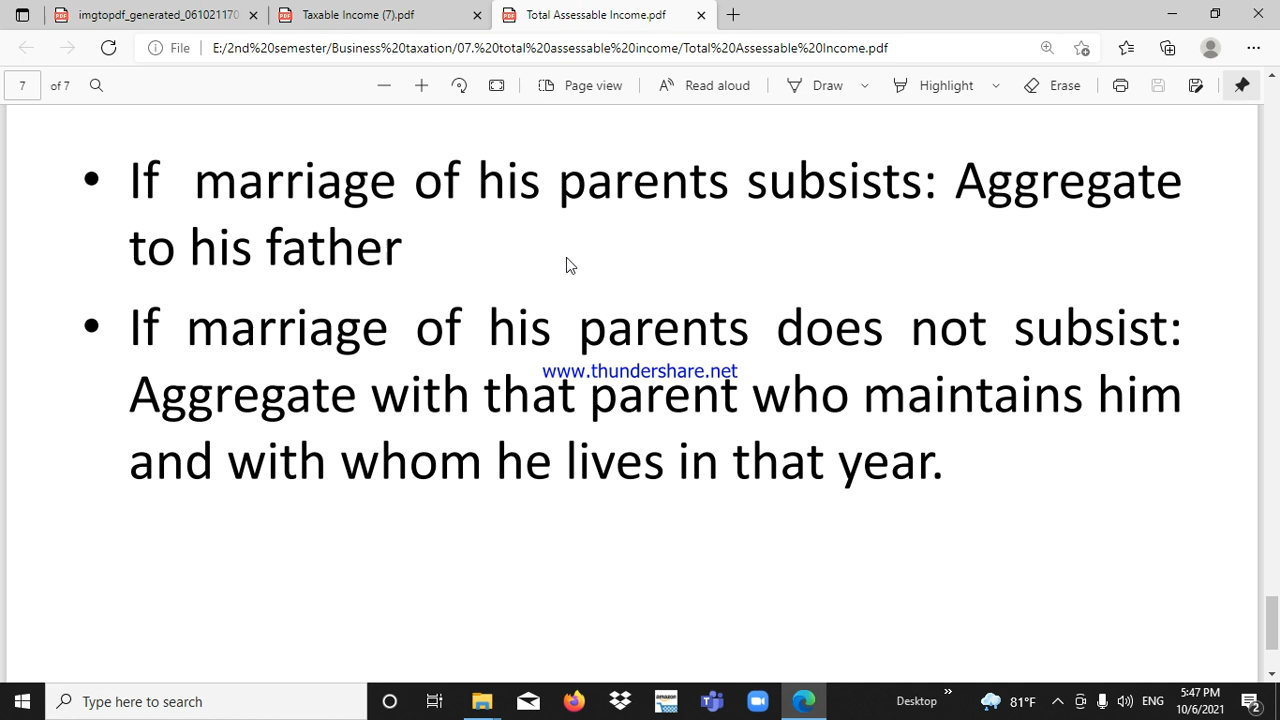 imgtopdf_generated_061021170
Taxable Income (7).pdf
Total Assessable Income.pdf
File
E:/2nd%20semester/Business%20taxation/07.%20total%20assessable%20income/Total%20Assessable%20Income.pdf
7 of 7
Page view
Read aloud
Draw
Highlight
Erase
• If marriage of his parents subsists: Aggregate
to his father
• If marriage of his parents does not subsist:
www.thundershare.net
Aggregate with that parent who maintains him
and with whom he lives in that year.
Type here to search
Desktop
81°F
ENG
5:47 PM
10/6/2021
2